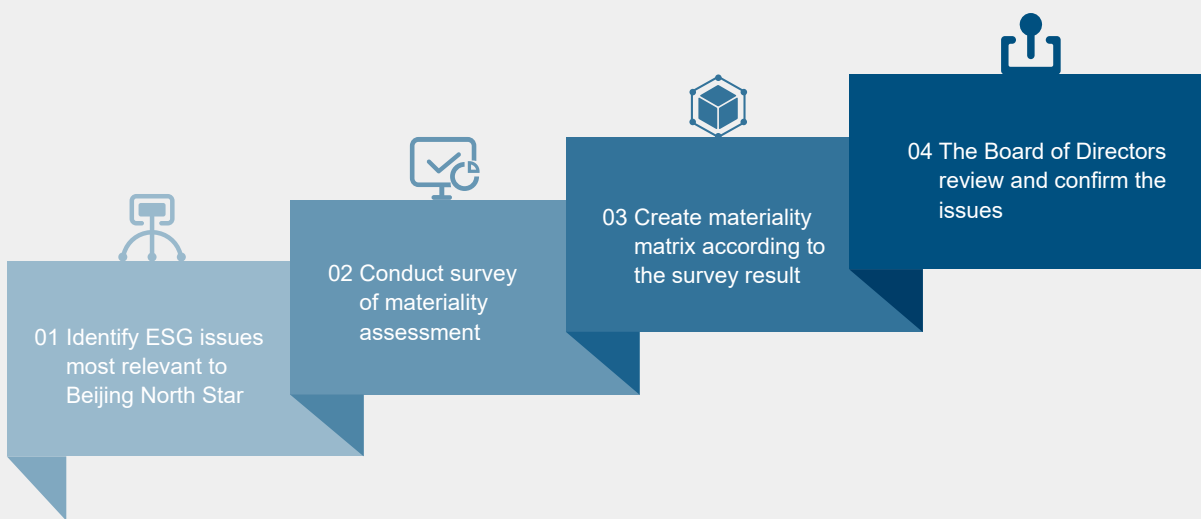 01 Identify ESG issues
most relevant to
Beijing North Star
02 Conduct survey
of materiality
assessment
03 Create materiality
matrix according to
the survey result
04 The Board of Directors
review and confirm the
issues